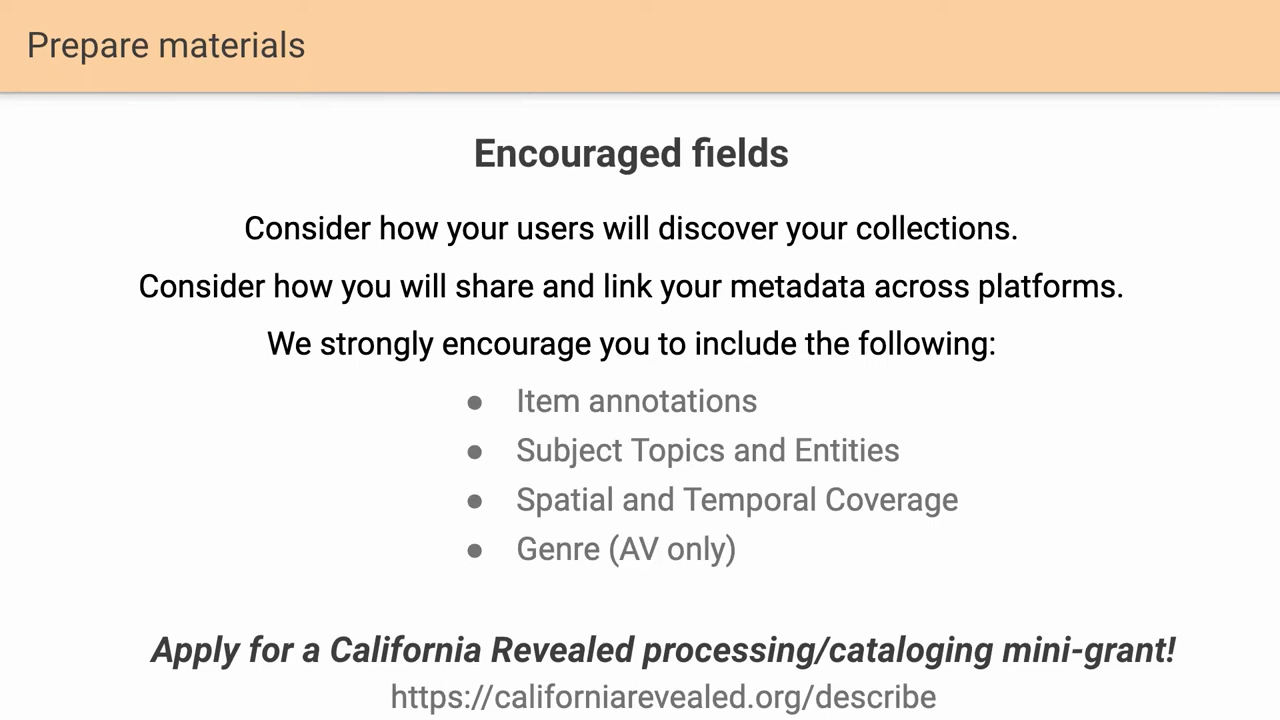 Prepare materials
Encouraged fields
Consider how your users will discover your collections.
Consider how you will share and link your metadata across platforms.
We strongly encourage you to include the following:
● Item annotations
● Subject Topics and Entities
● Spatial and Temporal Coverage
● Genre (AV only)
Apply for a California Revealed processing/cataloging mini-grant!
https://californiarevealed.org/describe